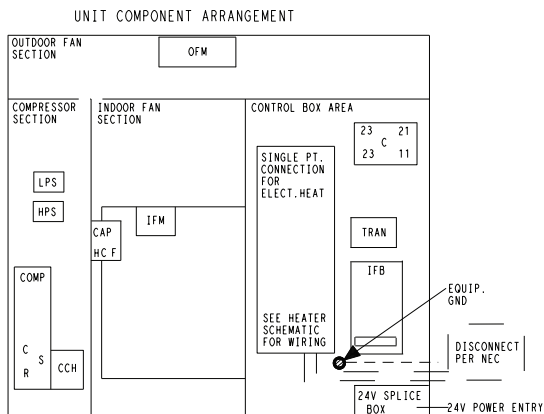 UNIT COMPONENT ARRANGEMENT
OUTDOOR FAN
SECTION
OFM
COMPRESSOR
SECTION
INDOOR FAN
SECTION
CONTROL BOX AREA
23 21
C
23 11
SINGLE PT.
CONNECTION
FOR
ELECT.HEAT
LPS
HPS
IFM
CAP
HC F
TRAN
COMP
IFB
EQUIP.
GND
SEE HEATER
SCHEMATIC
FOR WIRING
DISCONNECT
PER NEC
C
S
R
CCH
24V SPLICE
BOX
24V POWER ENTRY